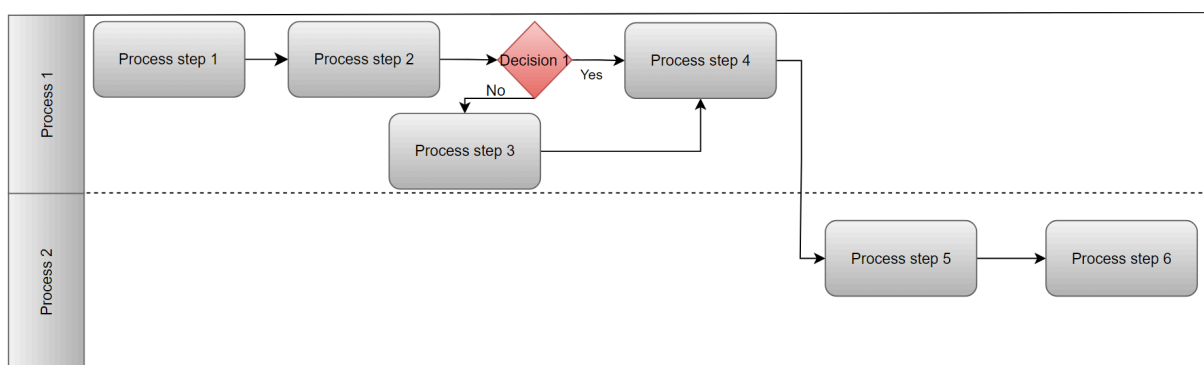 Process 1
Process step 1
Process step 2
Decision 1
Yes
No
Process step 4
Process step 3
Process 2
Process step 5
Process step 6